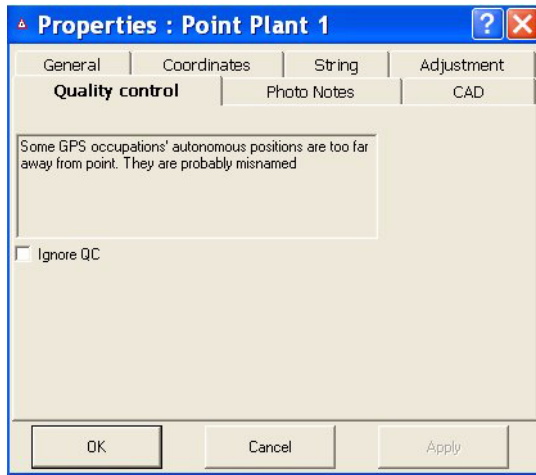 Properties : Point Plant 1
General
Coordinates
String
Adjustment
Quality control
Photo Notes
CAD
Some GPS occupations' autonomous positions are too far
away from point. They are probably misnamed
Ignore QC
OK
Cancel
Apply